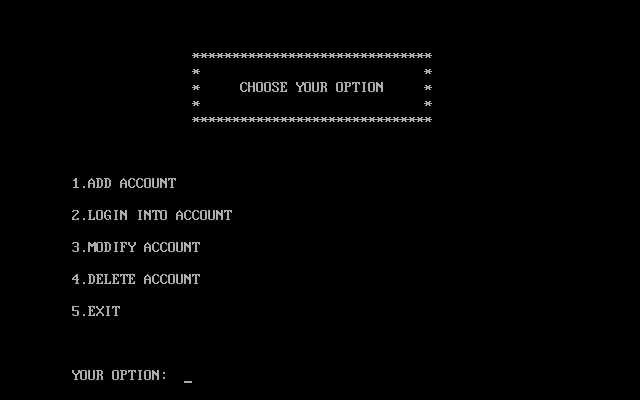 ******************************
* *
* CHOOSE YOUR OPTION *
* *
******************************
1.ADD ACCOUNT
2.LOGIN INTO ACCOUNT
3.MODIFY ACCOUNT
4.DELETE ACCOUNT
5.EXIT
YOUR OPTION: _